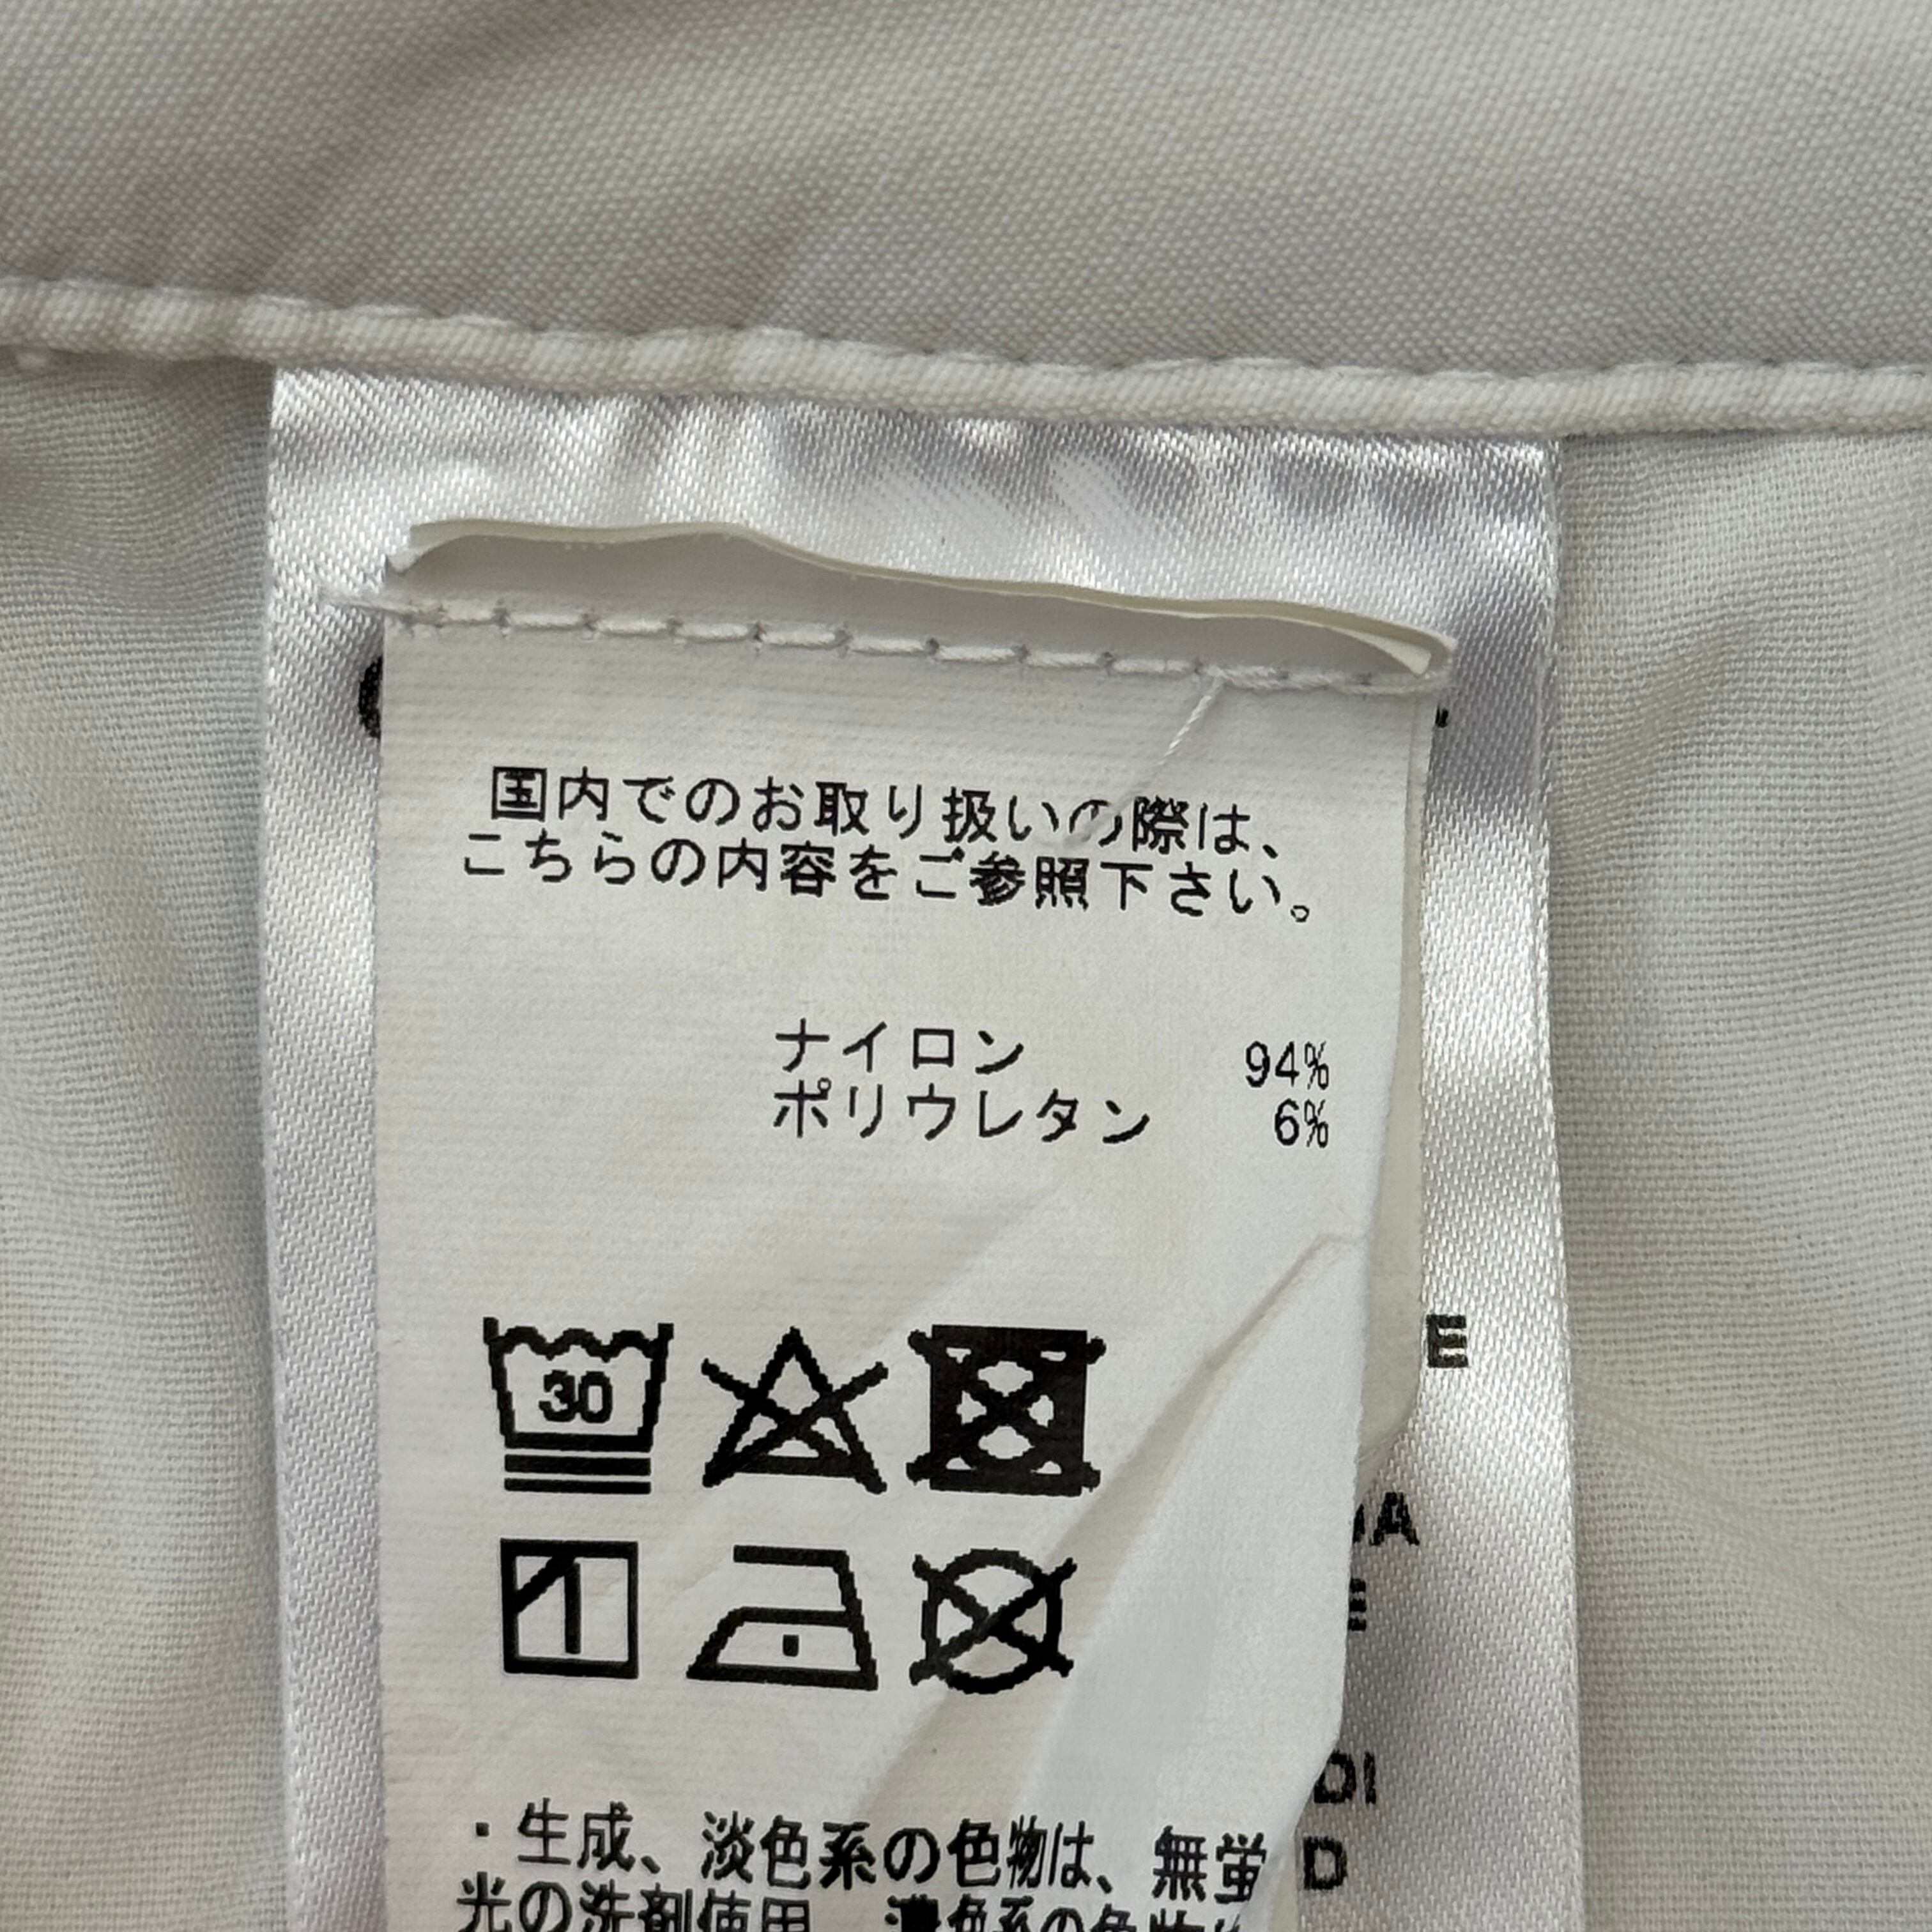 国内でのお取り扱いの際は、
こちらの内容をご参照下さい。
ナイロン 94%
ポリウレタン 6%
30
・生成、淡色系の色物は、無蛍
光の洗剤使用
E
DI
D